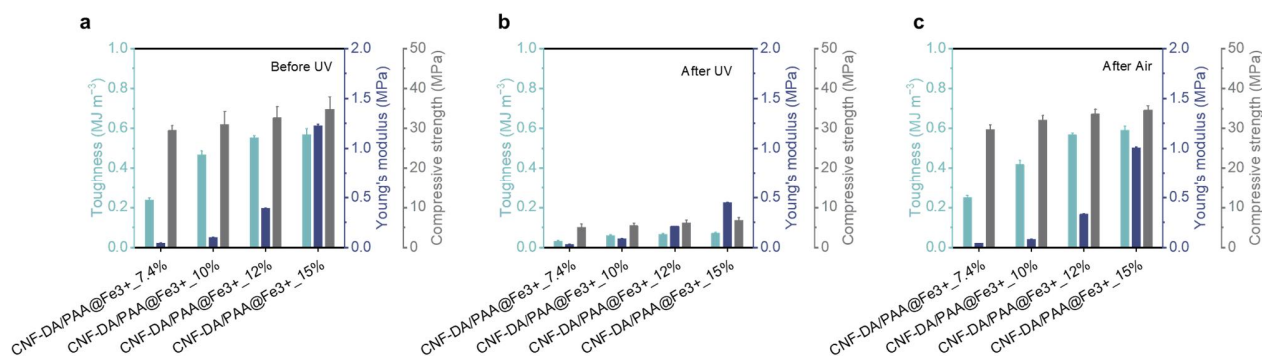 a
Before UV
Toughness (MJ m⁻³)
1.0
0.8
0.6
0.4
0.2
0.0
2.0
1.5
1.0
0.5
0.0
Young's modulus (MPa)
50
40
30
20
10
0
Compressive strength (MPa)
CNF-DA/PAA@Fe3+_7.4%
CNF-DA/PAA@Fe3+_10%
CNF-DA/PAA@Fe3+_12%
CNF-DA/PAA@Fe3+_15%
b
After UV
Toughness (MJ m⁻³)
1.0
0.8
0.6
0.4
0.2
0.0
2.0
1.5
1.0
0.5
0.0
Young's modulus (MPa)
50
40
30
20
10
0
Compressive strength (MPa)
CNF-DA/PAA@Fe3+_7.4%
CNF-DA/PAA@Fe3+_10%
CNF-DA/PAA@Fe3+_12%
CNF-DA/PAA@Fe3+_15%
c
After Air
Toughness (MJ m⁻³)
1.0
0.8
0.6
0.4
0.2
0.0
2.0
1.5
1.0
0.5
0.0
Young's modulus (MPa)
50
40
30
20
10
0
Compressive strength (MPa)
CNF-DA/PAA@Fe3+_7.4%
CNF-DA/PAA@Fe3+_10%
CNF-DA/PAA@Fe3+_12%
CNF-DA/PAA@Fe3+_15%